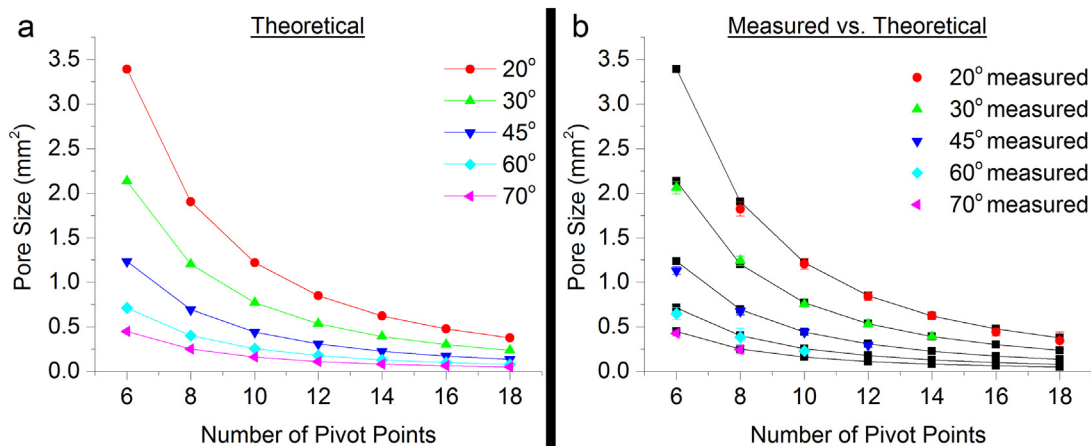 a
Theoretical
3.5
3.0
2.5
2.0
1.5
1.0
0.5
0.0
Pore Size (mm²)
6 8 10 12 14 16 18
Number of Pivot Points
20°
30°
45°
60°
70°
b
Measured vs. Theoretical
3.5
3.0
2.5
2.0
1.5
1.0
0.5
0.0
Pore Size (mm²)
6 8 10 12 14 16 18
Number of Pivot Points
20° measured
30° measured
45° measured
60° measured
70° measured